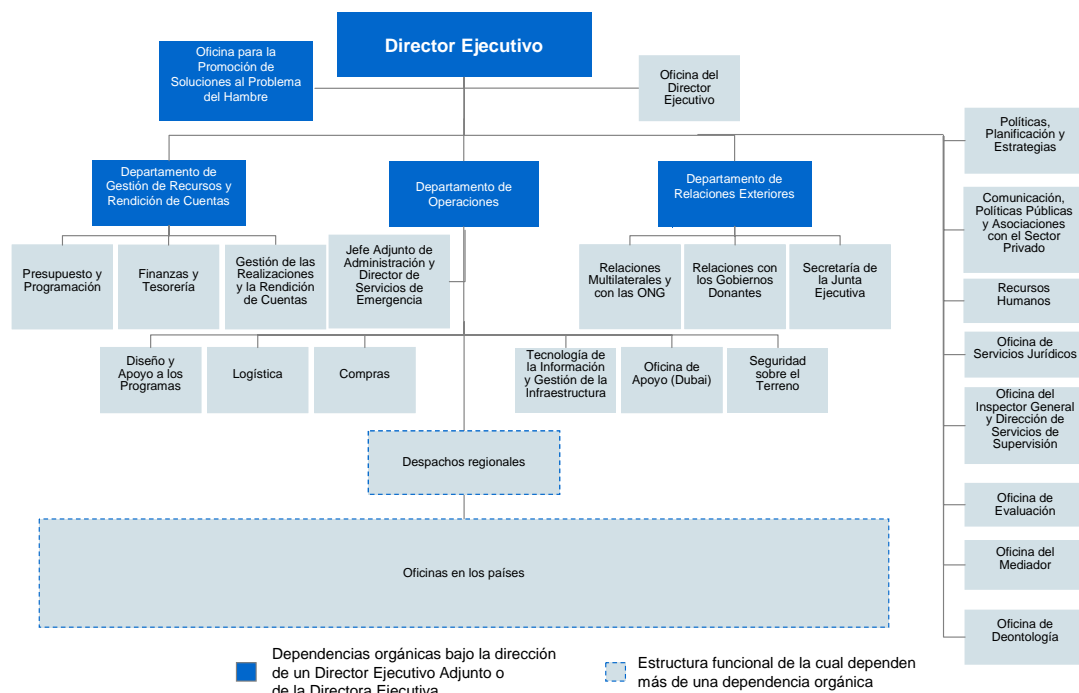 Director Ejecutivo
Oficina para la
Promoción de
Soluciones al Problema
del Hambre
Oficina del
Director
Ejecutivo
Políticas,
Planificación y
Estrategias
Comunicación,
Políticas Públicas
y Asociaciones
con el Sector
Privado
Recursos
Humanos
Oficina de
Servicios Jurídicos
Oficina del
Inspector General
y Dirección de
Servicios de
Supervisión
Oficina de
Evaluación
Oficina del
Mediador
Oficina de
Deontología
Departamento de
Gestión de Recursos y
Rendición de Cuentas
Departamento de
Operaciones
Departamento de
Relaciones Exteriores
Presupuesto y
Programación
Finanzas y
Tesorería
Gestión de las
Realizaciones
y la Rendición
de Cuentas
Jefe Adjunto de
Administración y
Director de
Servicios de
Emergencia
Relaciones
Multilaterales y
con las ONG
Relaciones con
los Gobiernos
Donantes
Secretaría de
la Junta
Ejecutiva
Diseño y
Apoyo a los
Programas
Logística
Compras
Tecnología de
la Información
y Gestión de la
Infraestructura
Oficina de
Apoyo (Dubai)
Seguridad
sobre el
Terreno
Despachos regionales
Oficinas en los países
Dependencias orgánicas bajo la dirección
de un Director Ejecutivo Adjunto o
de la Directora Ejecutiva
Estructura funcional de la cual dependen
más de una dependencia orgánica